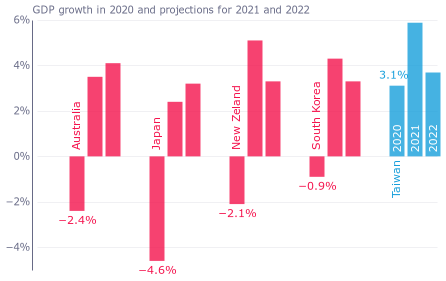 GDP growth in 2020 and projections for 2021 and 2022
6%
4%
2%
0%
−2%
−4%
Australia
−2.4%
Japan
−4.6%
New Zeland
−2.1%
South Korea
−0.9%
3.1%
Taiwan
2020
2021
2022